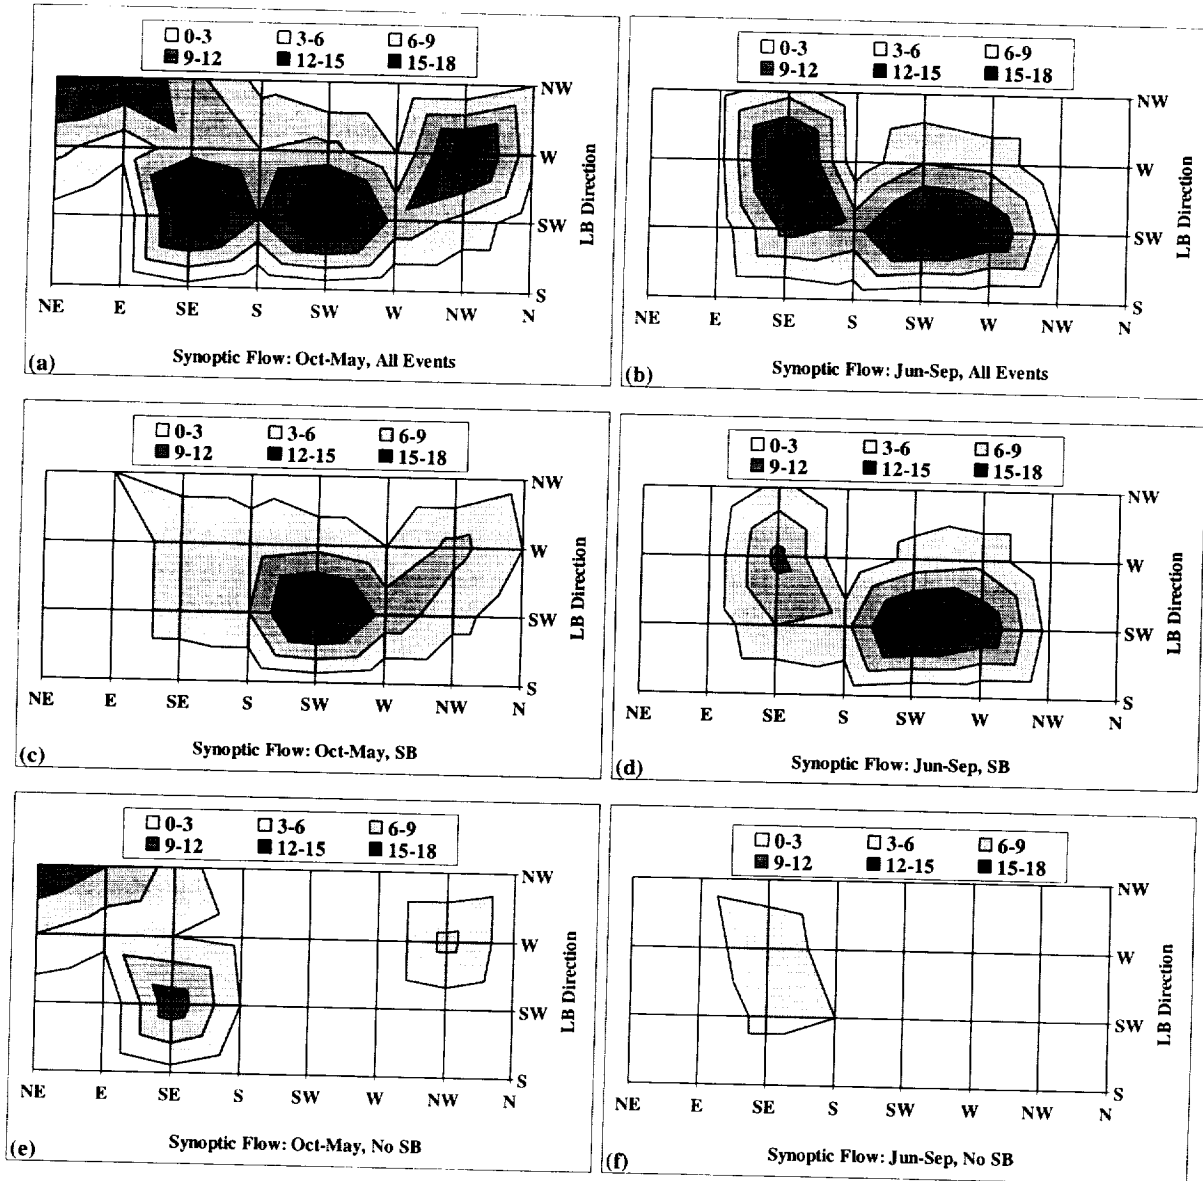 0-3 3-6 6-9
9-12 12-15 15-18
NW
W
SW
S
LB Direction
NE E SE S SW W NW N
(a) Synoptic Flow: Oct-May, All Events
0-3 3-6 6-9
9-12 12-15 15-18
NW
W
SW
S
LB Direction
NE E SE S SW W NW N
(b) Synoptic Flow: Jun-Sep, All Events
0-3 3-6 6-9
9-12 12-15 15-18
NW
W
SW
S
LB Direction
NE E SE S SW W NW N
(c) Synoptic Flow: Oct-May, SB
0-3 3-6 6-9
9-12 12-15 15-18
NW
W
SW
S
LB Direction
NE E SE S SW W NW N
(d) Synoptic Flow: Jun-Sep, SB
0-3 3-6 6-9
9-12 12-15 15-18
NW
W
SW
S
LB Direction
NE E SE S SW W NW N
(e) Synoptic Flow: Oct-May, No SB
0-3 3-6 6-9
9-12 12-15 15-18
NW
W
SW
S
LB Direction
NE E SE S SW W NW N
(f) Synoptic Flow: Jun-Sep, No SB